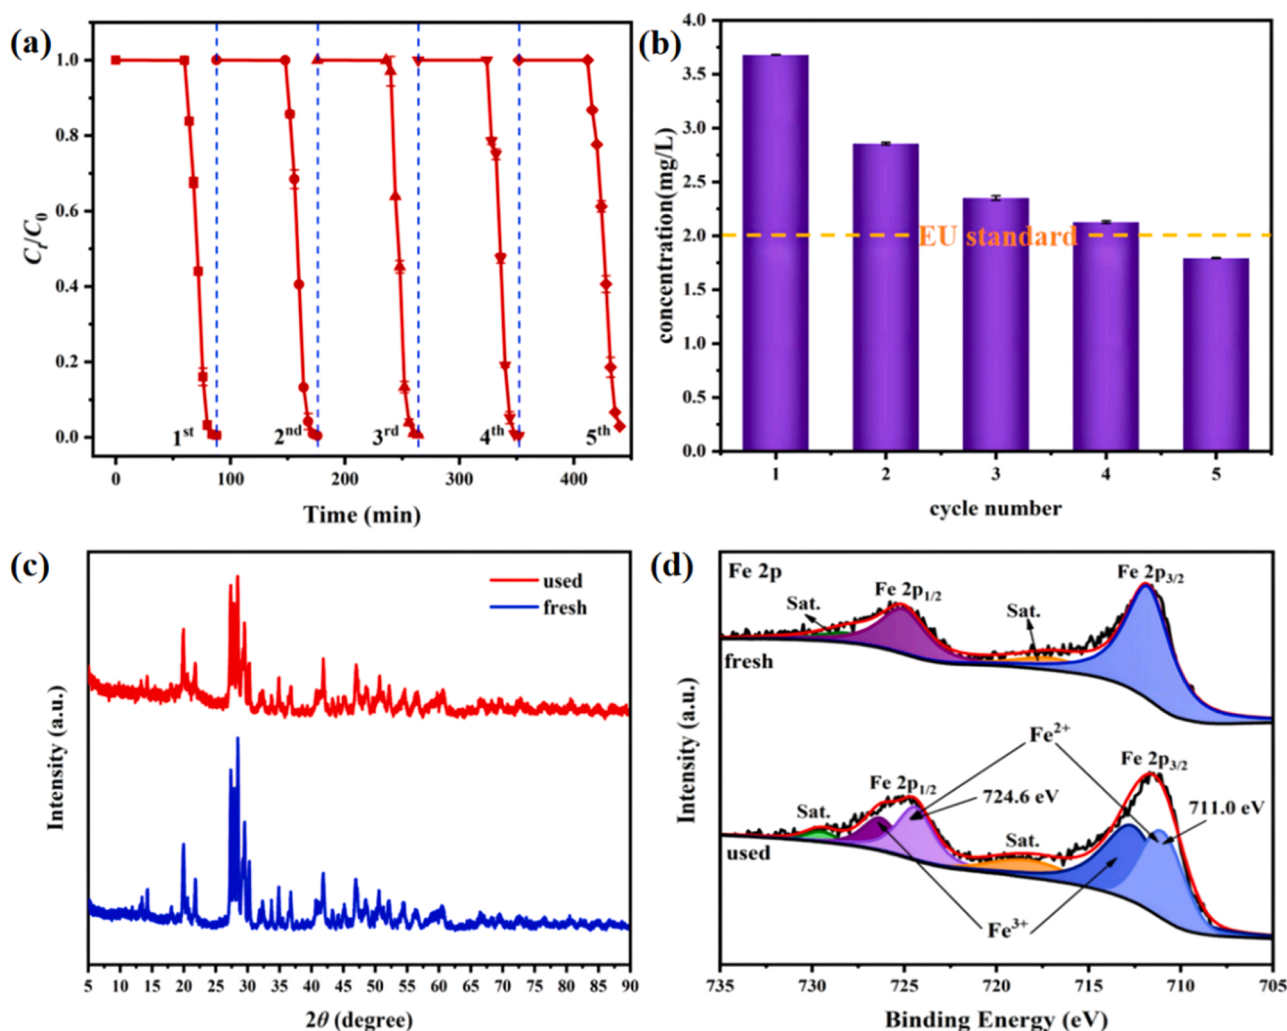 (a)
1.0
0.8
0.6
0.4
0.2
0.0
Cₜ/C₀
1ˢᵗ
2ⁿᵈ
3ʳᵈ
4ᵗʰ
5ᵗʰ
0 100 200 300 400
Time (min)
(b)
4.0
3.5
3.0
2.5
2.0
1.5
1.0
0.5
0.0
concentration(mg/L)
EU standard
1 2 3 4 5
cycle number
(c)
used
fresh
Intensity (a.u.)
5 10 15 20 25 30 35 40 45 50 55 60 65 70 75 80 85 90
2θ (degree)
(d)
Fe 2p
Fe 2p₃/₂
Fe 2p₁/₂
Sat.
Sat.
fresh
Fe²⁺
Fe 2p₃/₂
Fe 2p₁/₂
724.6 eV
711.0 eV
Sat.
Sat.
used
Fe³⁺
Intensity (a.u.)
735 730 725 720 715 710 705
Binding Energy (eV)